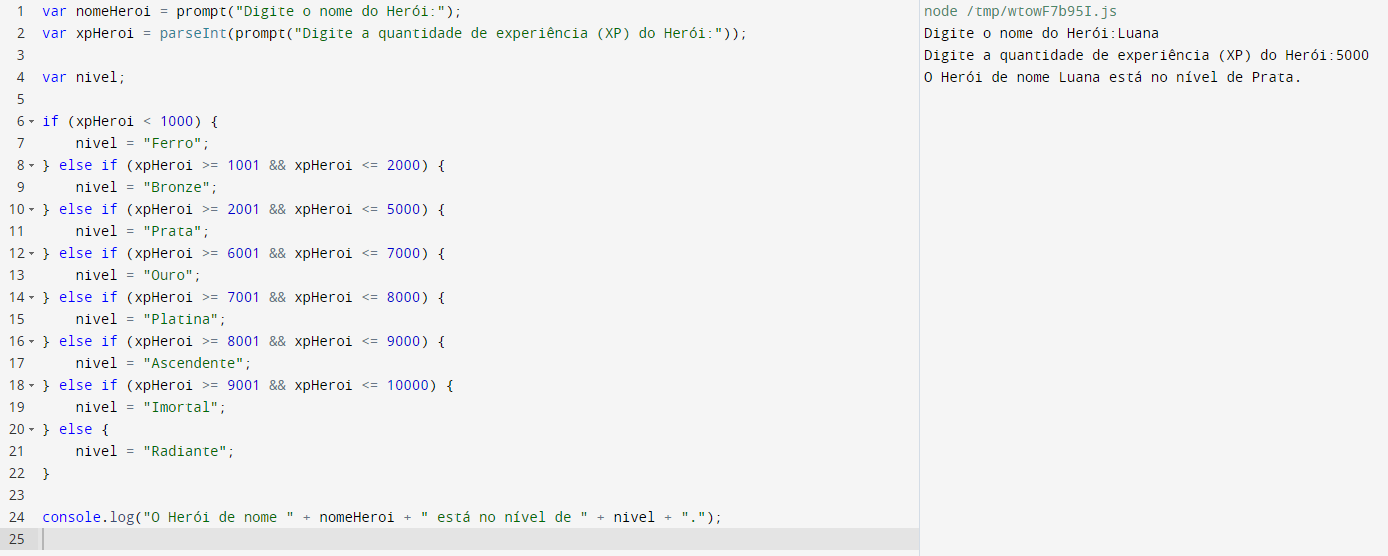 1 var nomeHeroi = prompt("Digite o nome do Herói:");
2 var xpHeroi = parseInt(prompt("Digite a quantidade de experiência (XP) do Herói:"));
3
4 var nivel;
5
6 if (xpHeroi < 1000) {
7     nivel = "Ferro";
8 } else if (xpHeroi >= 1001 && xpHeroi <= 2000) {
9     nivel = "Bronze";
10 } else if (xpHeroi >= 2001 && xpHeroi <= 5000) {
11     nivel = "Prata";
12 } else if (xpHeroi >= 6001 && xpHeroi <= 7000) {
13     nivel = "Ouro";
14 } else if (xpHeroi >= 7001 && xpHeroi <= 8000) {
15     nivel = "Platina";
16 } else if (xpHeroi >= 8001 && xpHeroi <= 9000) {
17     nivel = "Ascendente";
18 } else if (xpHeroi >= 9001 && xpHeroi <= 10000) {
19     nivel = "Imortal";
20 } else {
21     nivel = "Radiante";
22 }
23
24 console.log("O Herói de nome " + nomeHeroi + " está no nível de " + nivel + ".");
25
node /tmp/wtowF7b95I.js
Digite o nome do Herói:Luana
Digite a quantidade de experiência (XP) do Herói:5000
O Herói de nome Luana está no nível de Prata.